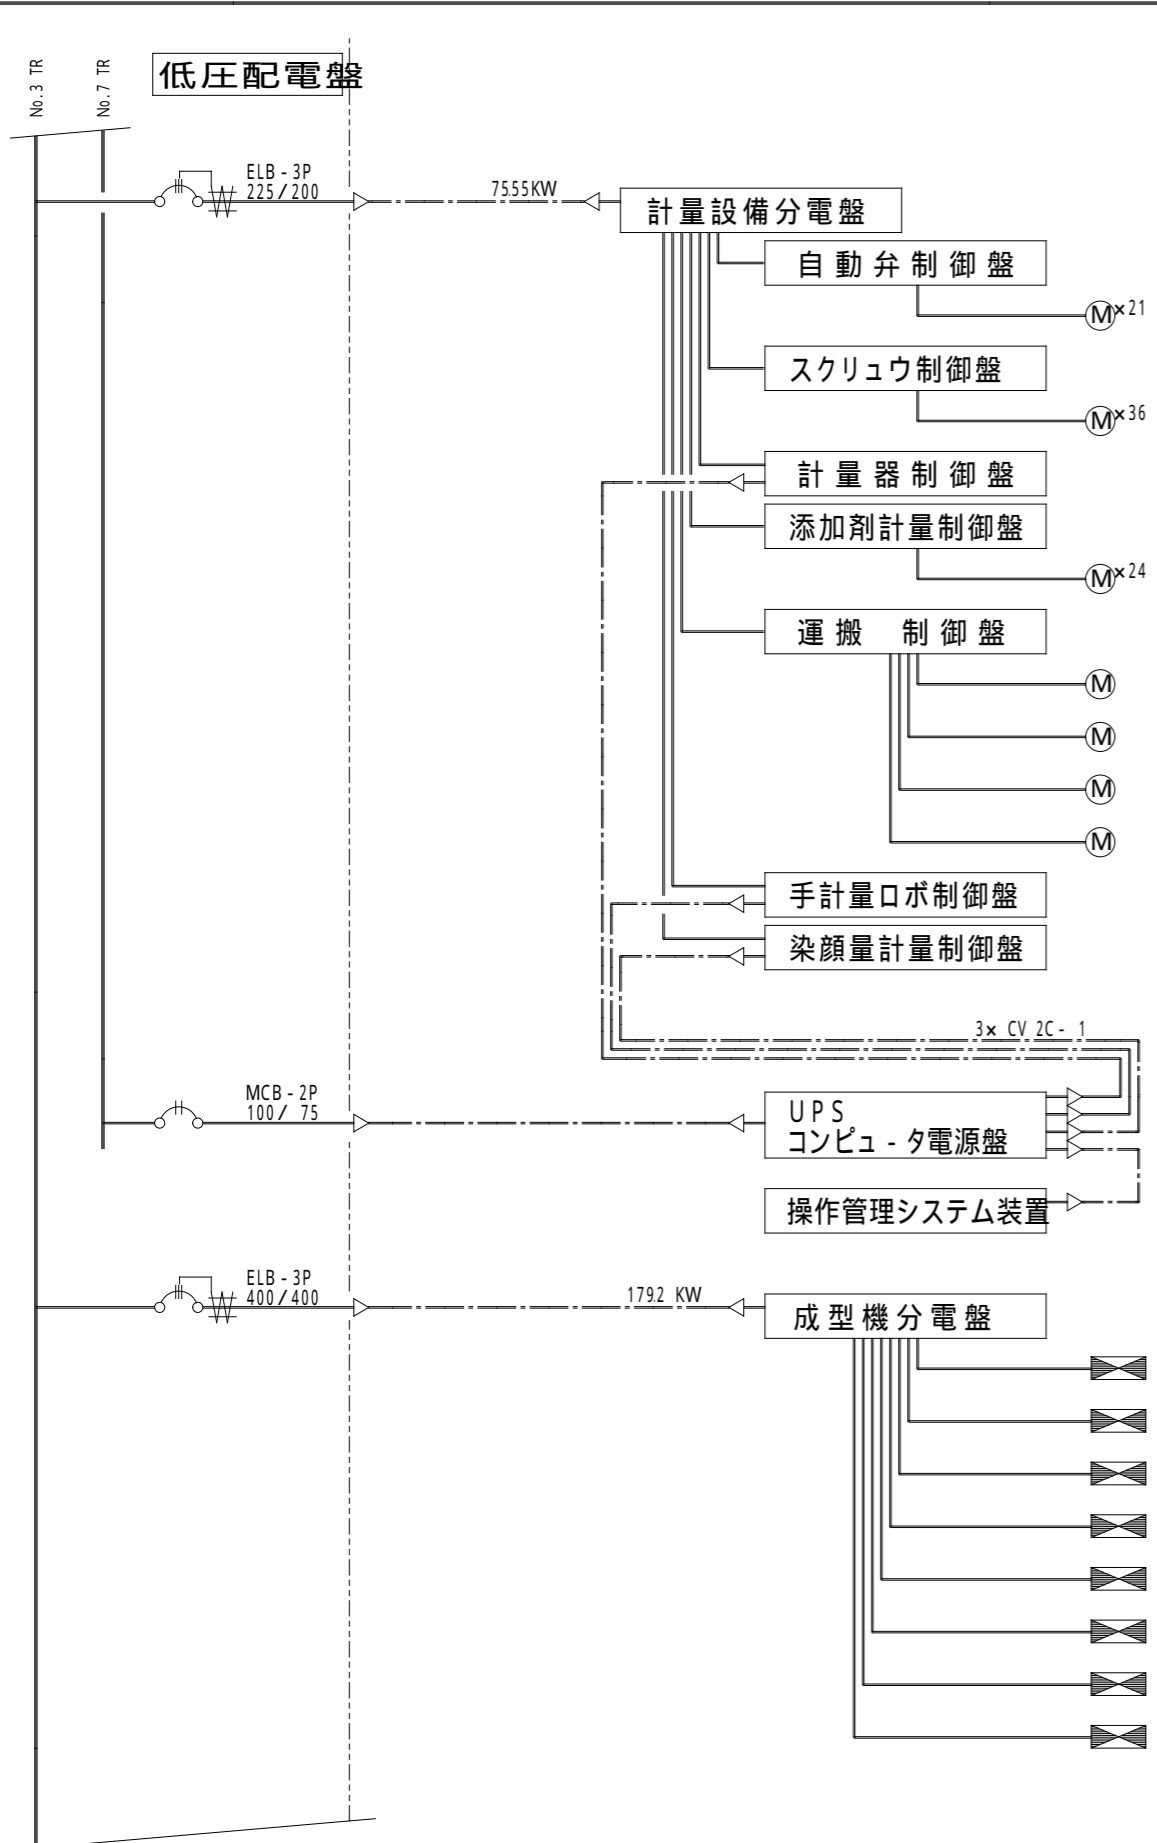 No.3 TR
No.7 TR
低圧配電盤
ELB-3P
225/200
75.55KW
計量設備分電盤
自動弁制御盤
M×21
スクリュウ制御盤
M×36
計量器制御盤
添加剤計量制御盤
M×24
運搬 制御盤
M
M
M
M
手計量ロボ制御盤
染顔量計量制御盤
3× CV 2C- 1
MCB-2P
100/ 75
UPS
コンピュ-タ電源盤
操作管理システム装置
ELB-3P
400/400
179.2 KW
成型機分電盤